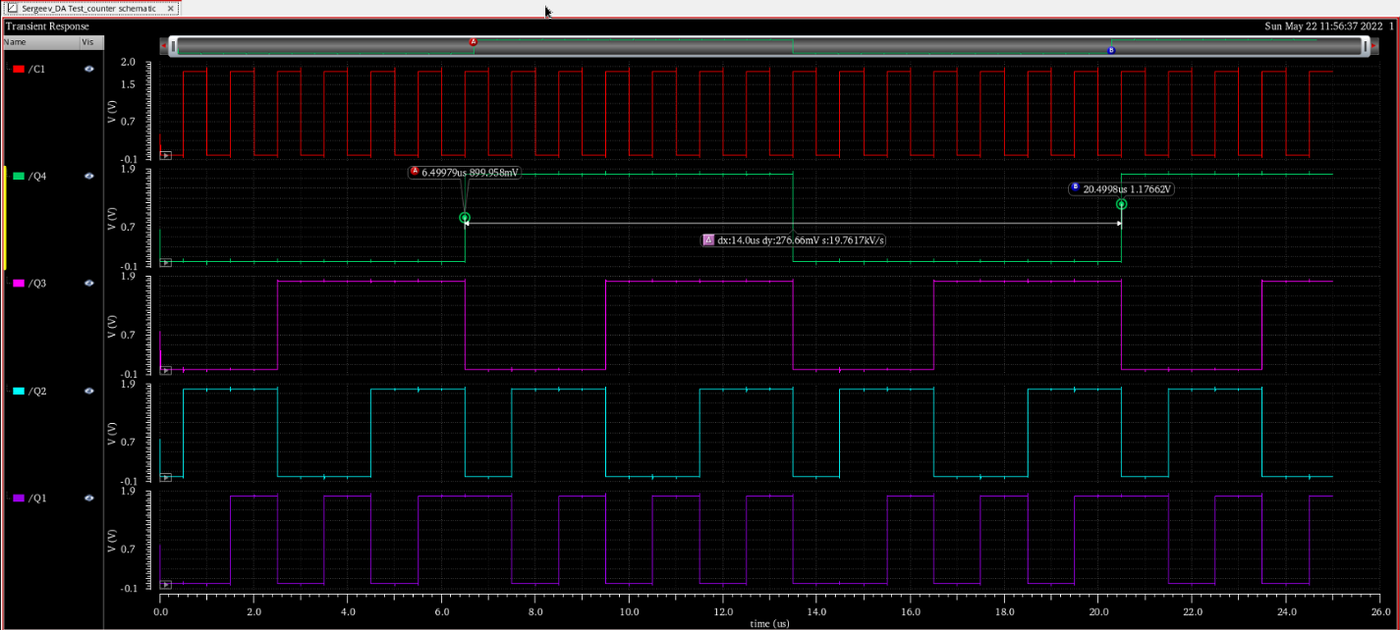 Sergeev_DA Test_counter schematic ×
Transient Response Sun May 22 11:56:37 2022 1
Name Vis
A B
/C1 2.0 1.5 0.7 -0.1 V (V)
/Q4 1.9 0.7 -0.1 V (V)
A 6.49979us 899.958mV
B 20.4998us 1.17662V
dx:14.0us dy:276.66mV s:19.7617kV/s
/Q3 1.9 0.7 -0.1 V (V)
/Q2 1.9 0.7 -0.1 V (V)
/Q1 1.9 0.7 -0.1 V (V)
0.0 2.0 4.0 6.0 8.0 10.0 12.0 14.0 16.0 18.0 20.0 22.0 24.0 26.0
time (us)